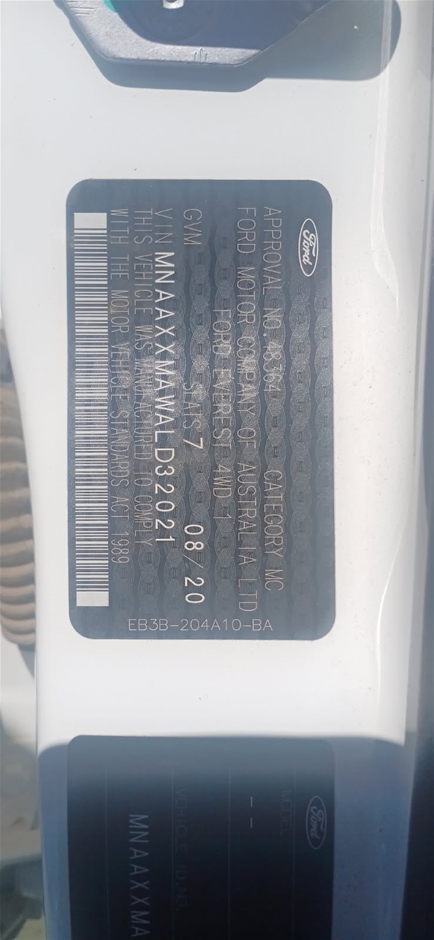 Ford
APPROVAL NO. 48364 CATEGORY MC
FORD MOTOR COMPANY OF AUSTRALIA LTD
FORD EVEREST 4WD
GVM SEATS 7 08/20
VIN MNAAXXMAWALD32021
THIS VEHICLE WAS MANUFACTURED TO COMPLY
WITH THE MOTOR VEHICLE STANDARDS ACT 1989
EB3B-204A10-BA
Ford
MODEL
--
VEHICLE
MNAAXXMA